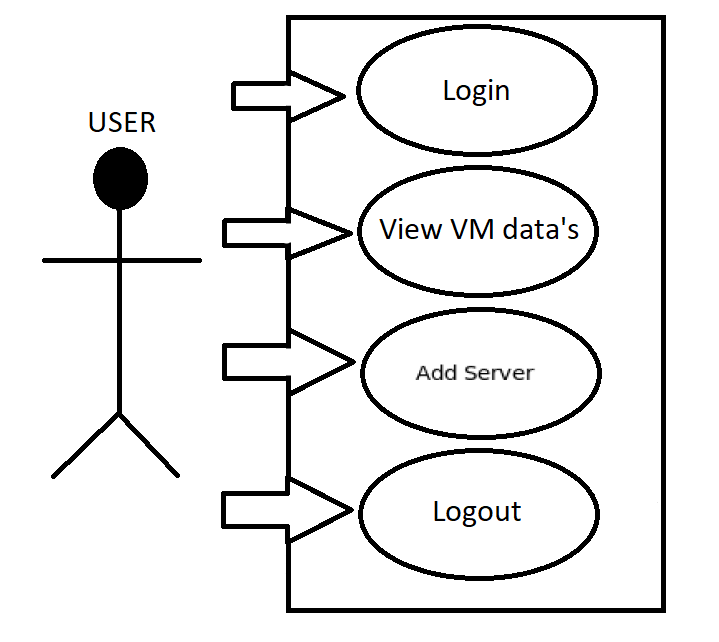 USER
Login
View VM data's
Add Server
Logout